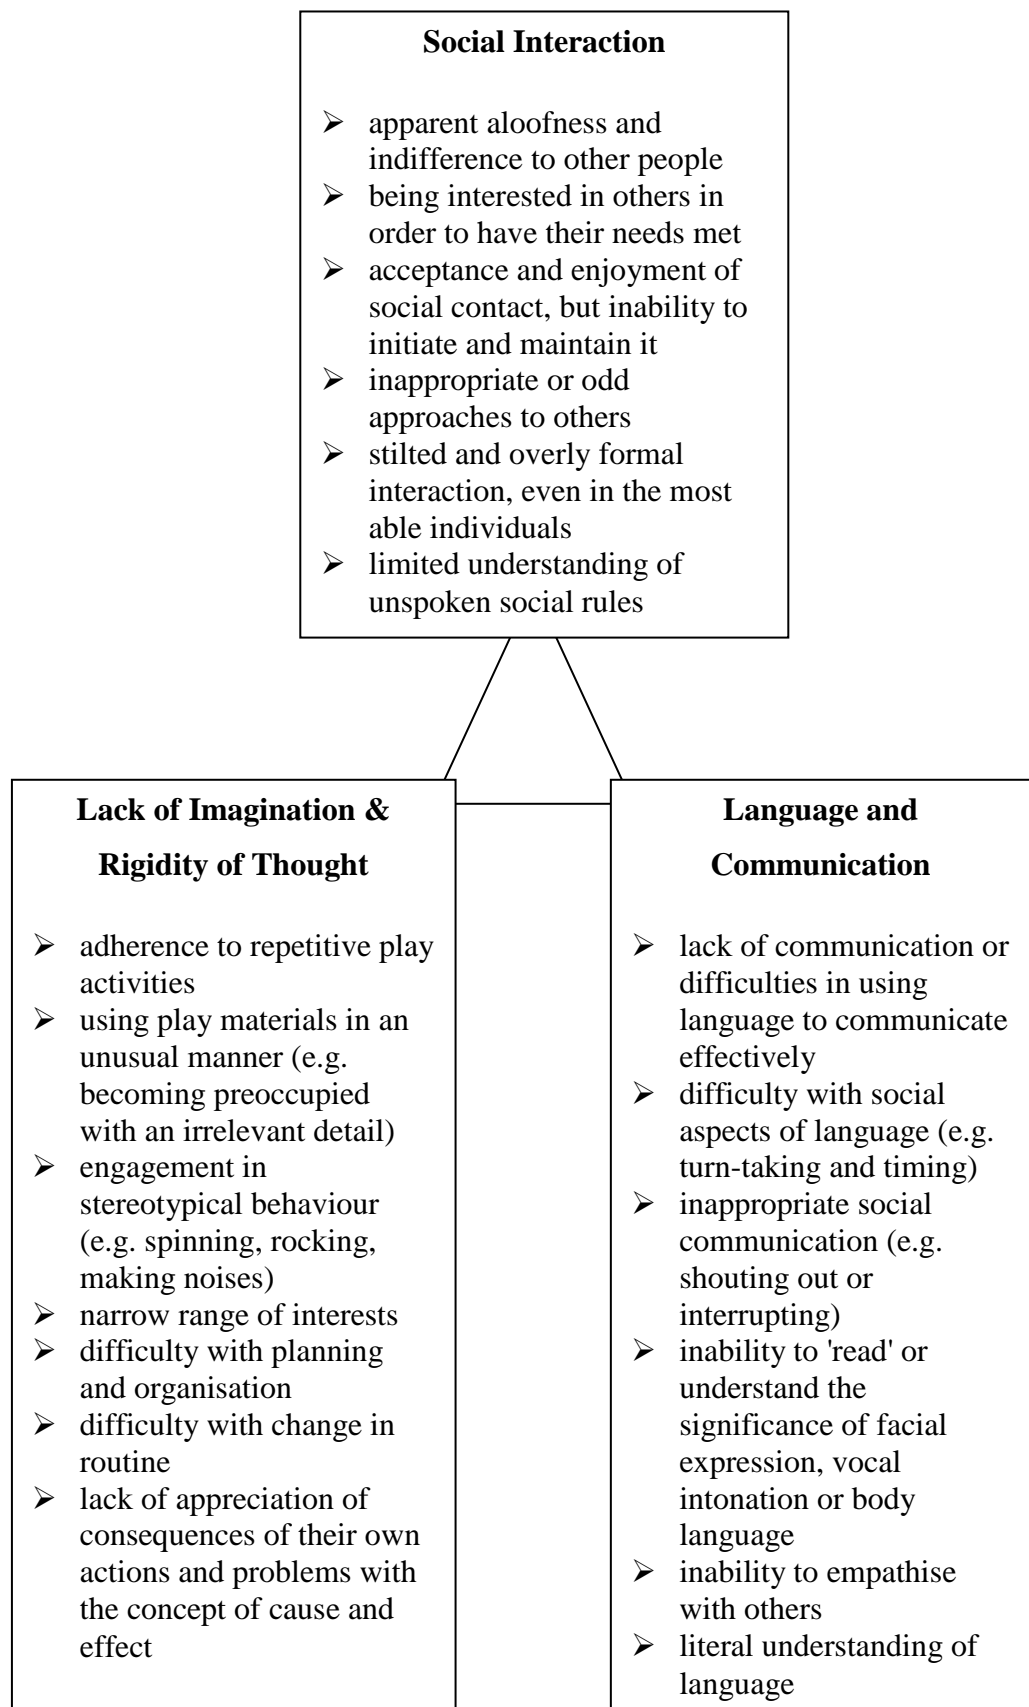 Social Interaction
➢ apparent aloofness and
indifference to other people
➢ being interested in others in
order to have their needs met
➢ acceptance and enjoyment of
social contact, but inability to
initiate and maintain it
➢ inappropriate or odd
approaches to others
➢ stilted and overly formal
interaction, even in the most
able individuals
➢ limited understanding of
unspoken social rules
Lack of Imagination &
Rigidity of Thought
➢ adherence to repetitive play
activities
➢ using play materials in an
unusual manner (e.g.
becoming preoccupied
with an irrelevant detail)
➢ engagement in
stereotypical behaviour
(e.g. spinning, rocking,
making noises)
➢ narrow range of interests
➢ difficulty with planning
and organisation
➢ difficulty with change in
routine
➢ lack of appreciation of
consequences of their own
actions and problems with
the concept of cause and
effect
Language and
Communication
➢ lack of communication or
difficulties in using
language to communicate
effectively
➢ difficulty with social
aspects of language (e.g.
turn-taking and timing)
➢ inappropriate social
communication (e.g.
shouting out or
interrupting)
➢ inability to 'read' or
understand the
significance of facial
expression, vocal
intonation or body
language
➢ inability to empathise
with others
➢ literal understanding of
language